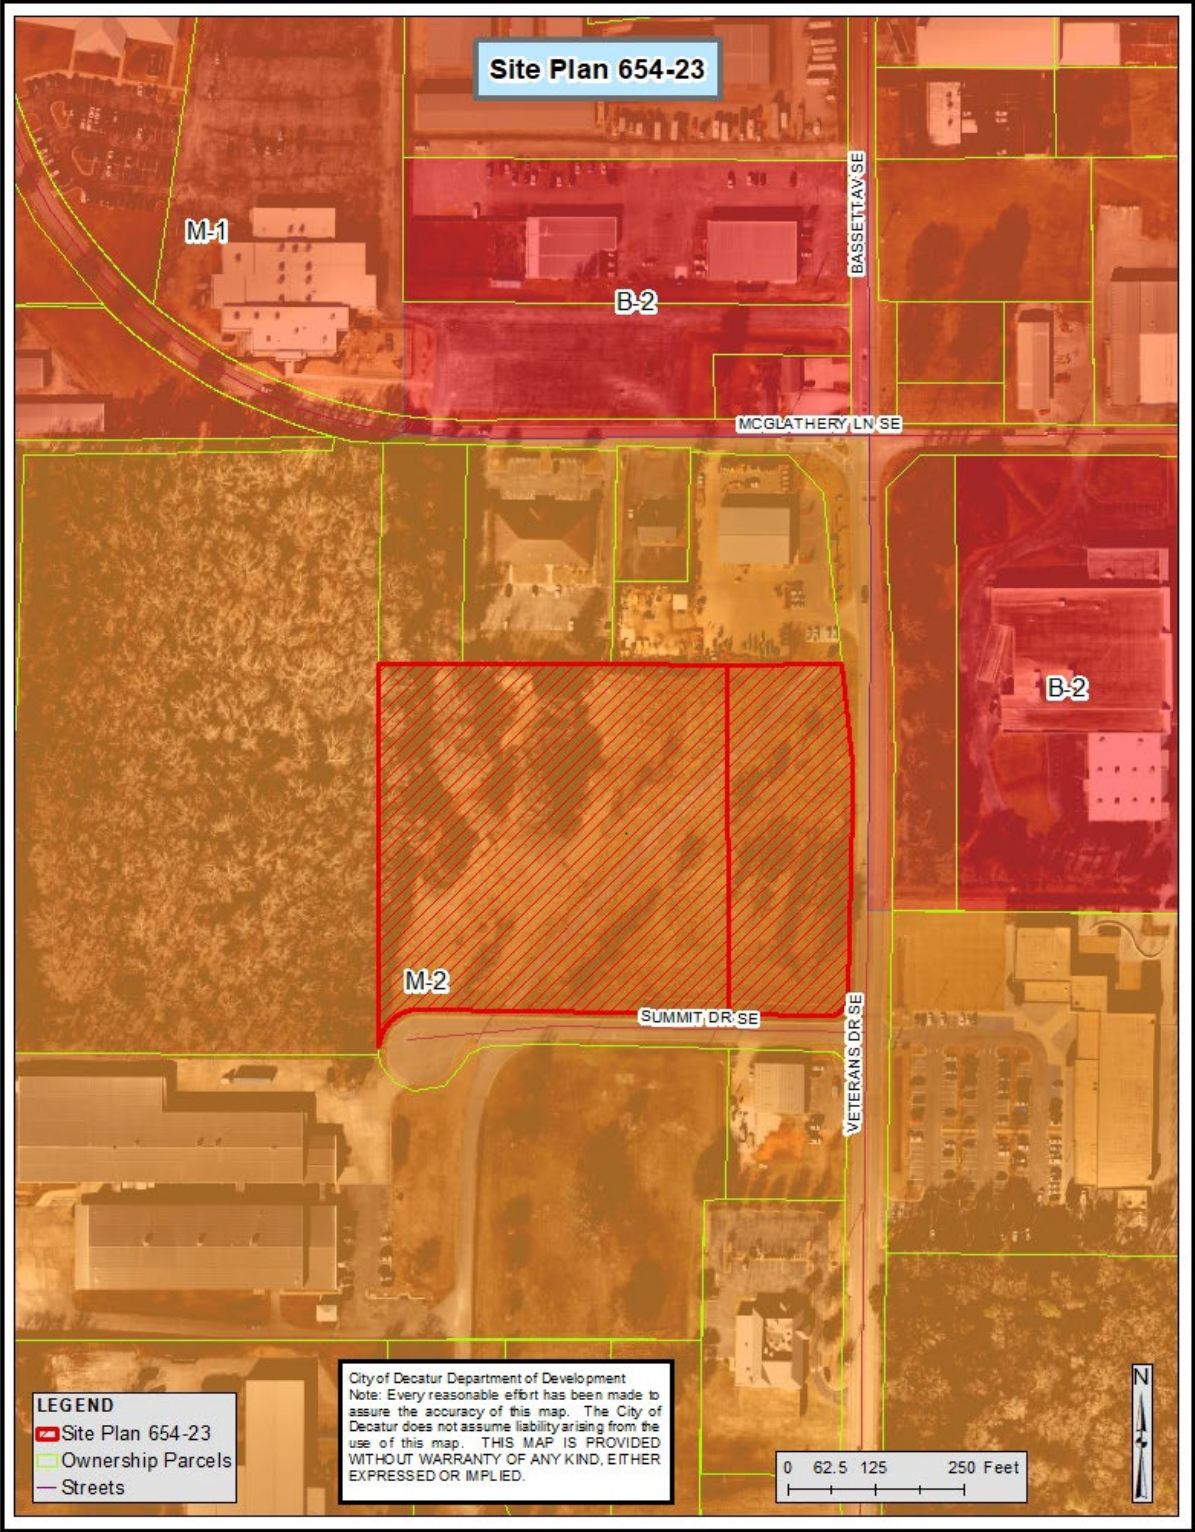 Site Plan 654-23
BASSETT AV SE
M-1
B-2
MCGLATHERY LN SE
B-2
M-2
SUMMIT DR SE
VETERANS DR SE
City of Decatur Department of Development
Note: Every reasonable effort has been made to
assure the accuracy of this map. The City of
Decatur does not assume liability arising from the
use of this map. THIS MAP IS PROVIDED
WITHOUT WARRANTY OF ANY KIND, EITHER
EXPRESSED OR IMPLIED.
LEGEND
Site Plan 654-23
Ownership Parcels
Streets
0 62.5 125 250 Feet
N